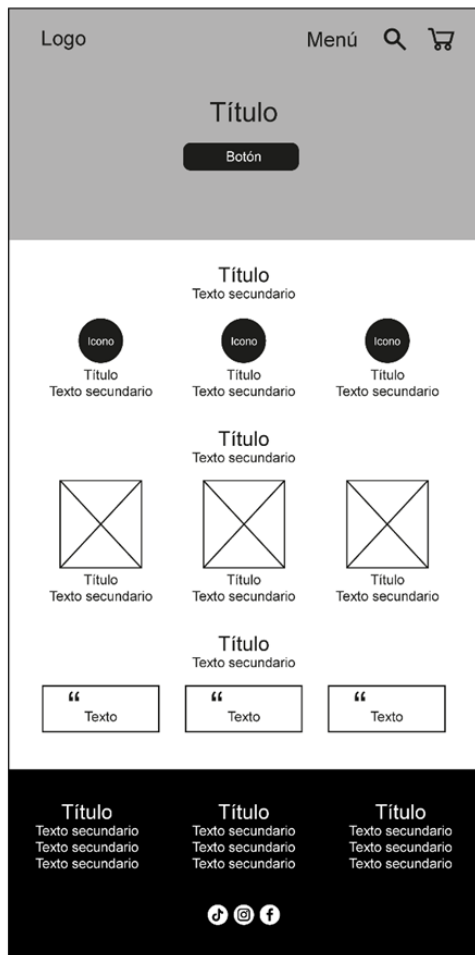 Logo Menú
Título
Botón
Título
Texto secundario
Icono Icono Icono
Título Título Título
Texto secundario Texto secundario Texto secundario
Título
Texto secundario
Título Título Título
Texto secundario Texto secundario Texto secundario
Título
Texto secundario
“ “ “
Texto Texto Texto
Título Título Título
Texto secundario Texto secundario Texto secundario
Texto secundario Texto secundario Texto secundario
Texto secundario Texto secundario Texto secundario